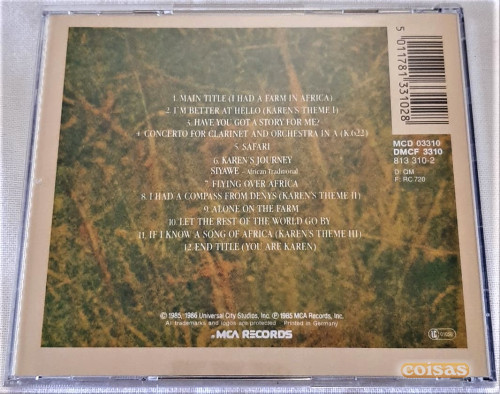 1. MAIN TITLE (I HAD A FARM IN AFRICA)
2. I'M BETTER AT HELLO (KAREN'S THEME I)
3. HAVE YOU GOT A STORY FOR ME?
4. CONCERTO FOR CLARINET AND ORCHESTRA IN A (K 622)
5. SAFARI
6. KAREN'S JOURNEY
SIYAWE - African Traditional
7. FLYING OVER AFRICA
8. I HAD A COMPASS FROM DENYS (KAREN'S THEME II)
9. ALONE ON THE FARM
10. LET THE REST OF THE WORLD GO BY
11. IF I KNOW A SONG OF AFRICA (KAREN'S THEME III)
12. END TITLE (YOU ARE KAREN)
5 011781 331028
MCD 03310
DMCF 3310
813 310-2
D: GM
F: RC 720
© 1985, 1986 Universal City Studios, Inc. ℗ 1985 MCA Records, Inc.
All trademarks and logos are protected Printed in Germany
MCA RECORDS
coisas